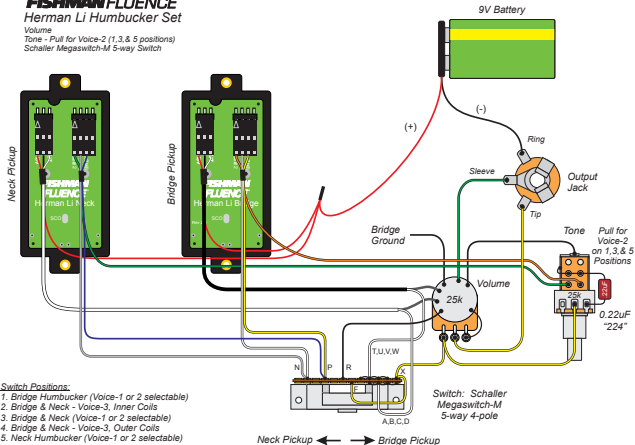 FISHMAN FLUENCE
Herman Li Humbucker Set
Volume
Tone - Pull for Voice-2 (1,3,& 5 positions)
Schaller Megaswitch-M 5-way Switch
9V Battery
(+)
(-)
Ring
Sleeve
Output
Jack
Tip
Neck Pickup
FISHMAN
FLUENCE
Herman Li Neck
SCO
Bridge Pickup
FISHMAN
FLUENCE
Herman Li Bridge
SCO
Bridge
Ground
Volume
25k
Tone
Pull for
Voice-2
on 1,3,& 5
Positions
25k
.22uF
0.22uF
"224"
T,U,V,W
N
P
R
F
X
A,B,C,D
Switch: Schaller
Megaswitch-M
5-way 4-pole
Switch Positions:
1. Bridge Humbucker (Voice-1 or 2 selectable)
2. Bridge & Neck - Voice-3, Inner Coils
3. Bridge & Neck (Voice-1 or 2 selectable)
4. Bridge & Neck - Voice-3, Outer Coils
5. Neck Humbucker (Voice-1 or 2 selectable)
Neck Pickup
Bridge Pickup